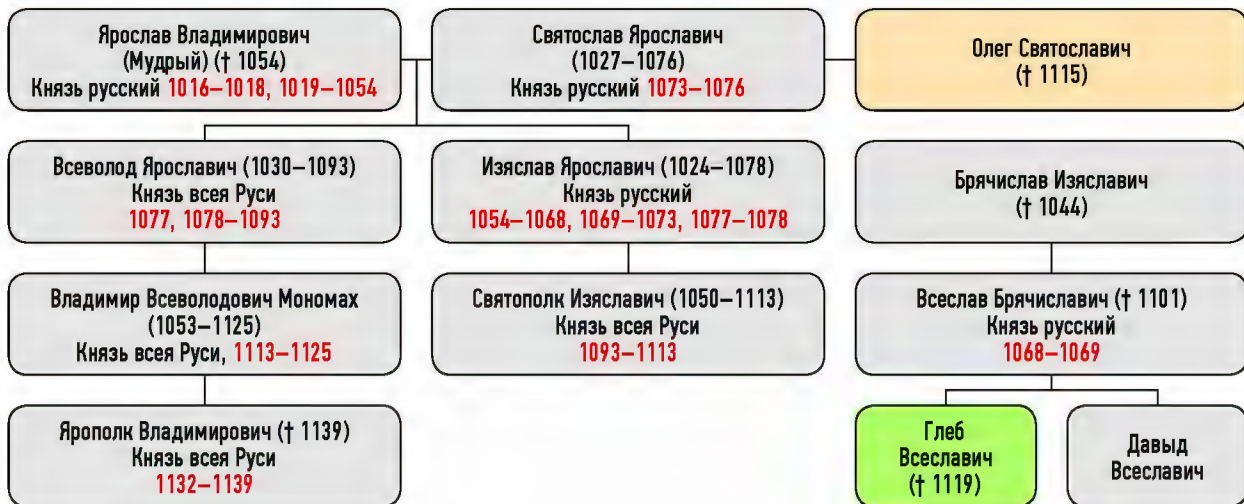 Ярослав Владимирович
(Мудрый) († 1054)
Князь русский 1016–1018, 1019–1054
Святослав Ярославич
(1027–1076)
Князь русский 1073–1076
Олег Святославич
(† 1115)
Всеволод Ярославич (1030–1093)
Князь всея Руси
1077, 1078–1093
Изяслав Ярославич (1024–1078)
Князь русский
1054–1068, 1069–1073, 1077–1078
Брячислав Изяславич
(† 1044)
Владимир Всеволодович Мономах
(1053–1125)
Князь всея Руси, 1113–1125
Святополк Изяславич (1050–1113)
Князь всея Руси
1093–1113
Всеслав Брячиславич († 1101)
Князь русский
1068–1069
Ярополк Владимирович († 1139)
Князь всея Руси
1132–1139
Глеб
Всеславич
(† 1119)
Давыд
Всеславич